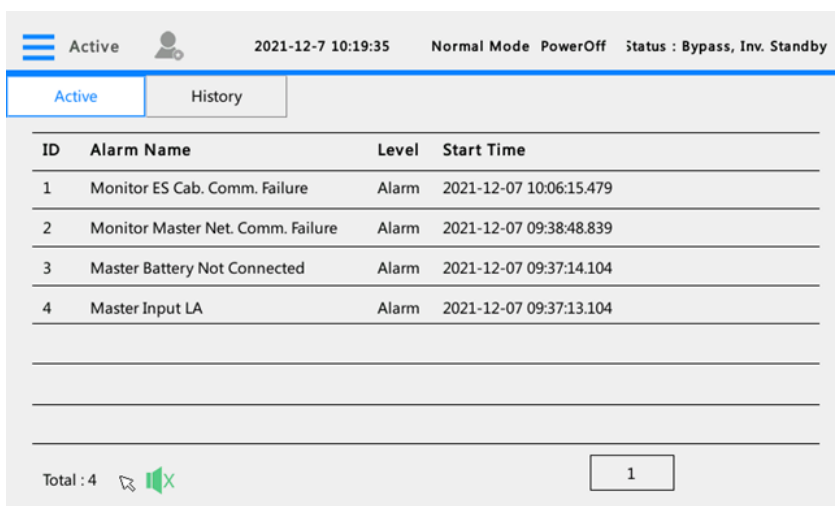 Active 2021-12-7 10:19:35 Normal Mode PowerOff Status : Bypass, Inv. Standby
Active History
ID Alarm Name Level Start Time
1 Monitor ES Cab. Comm. Failure Alarm 2021-12-07 10:06:15.479
2 Monitor Master Net. Comm. Failure Alarm 2021-12-07 09:38:48.839
3 Master Battery Not Connected Alarm 2021-12-07 09:37:14.104
4 Master Input LA Alarm 2021-12-07 09:37:13.104
Total : 4 1